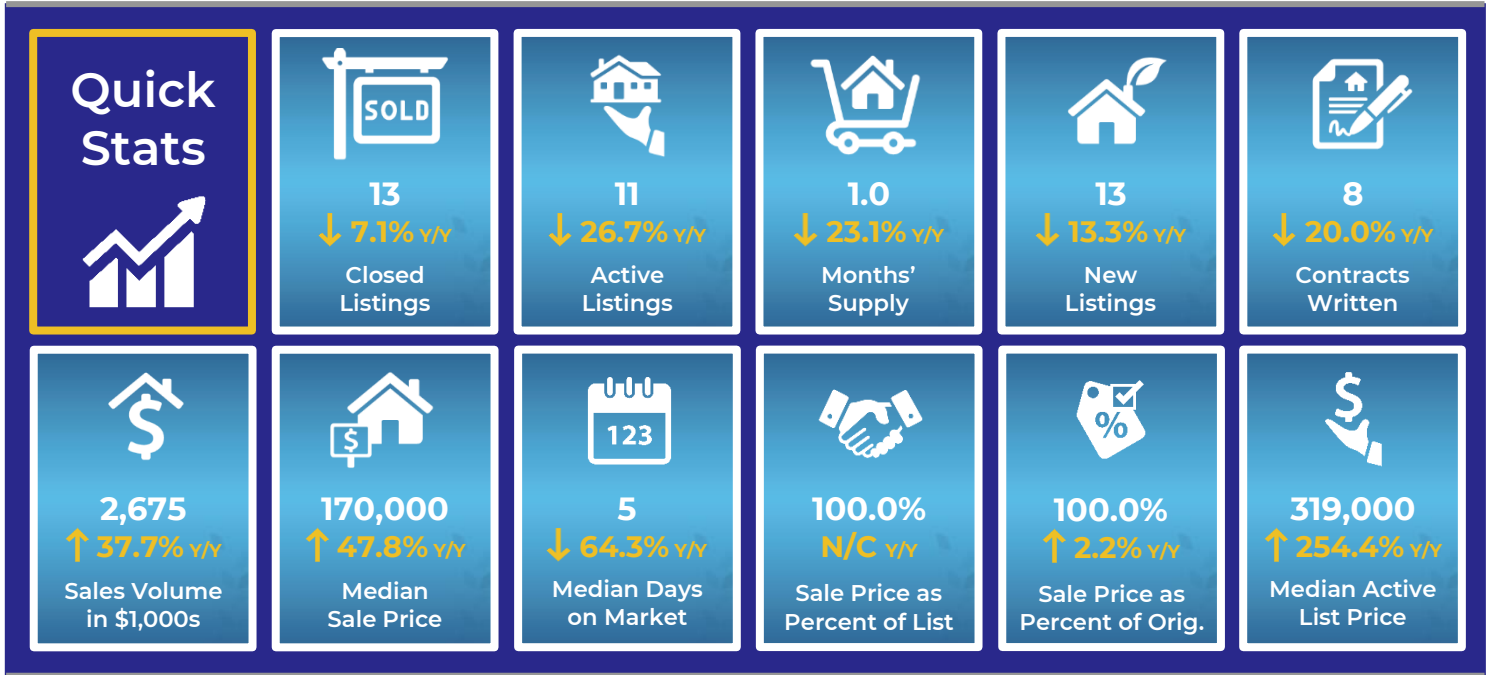 Quick
Stats
SOLD
13
↓ 7.1% Y/Y
Closed
Listings
11
↓ 26.7% Y/Y
Active
Listings
1.0
↓ 23.1% Y/Y
Months’
Supply
13
↓ 13.3% Y/Y
New
Listings
8
↓ 20.0% Y/Y
Contracts
Written
$
2,675
↑ 37.7% Y/Y
Sales Volume
in $1,000s
$
170,000
↑ 47.8% Y/Y
Median
Sale Price
123
5
↓ 64.3% Y/Y
Median Days
on Market
100.0%
N/C Y/Y
Sale Price as
Percent of List
%
100.0%
↑ 2.2% Y/Y
Sale Price as
Percent of Orig.
$
319,000
↑ 254.4% Y/Y
Median Active
List Price